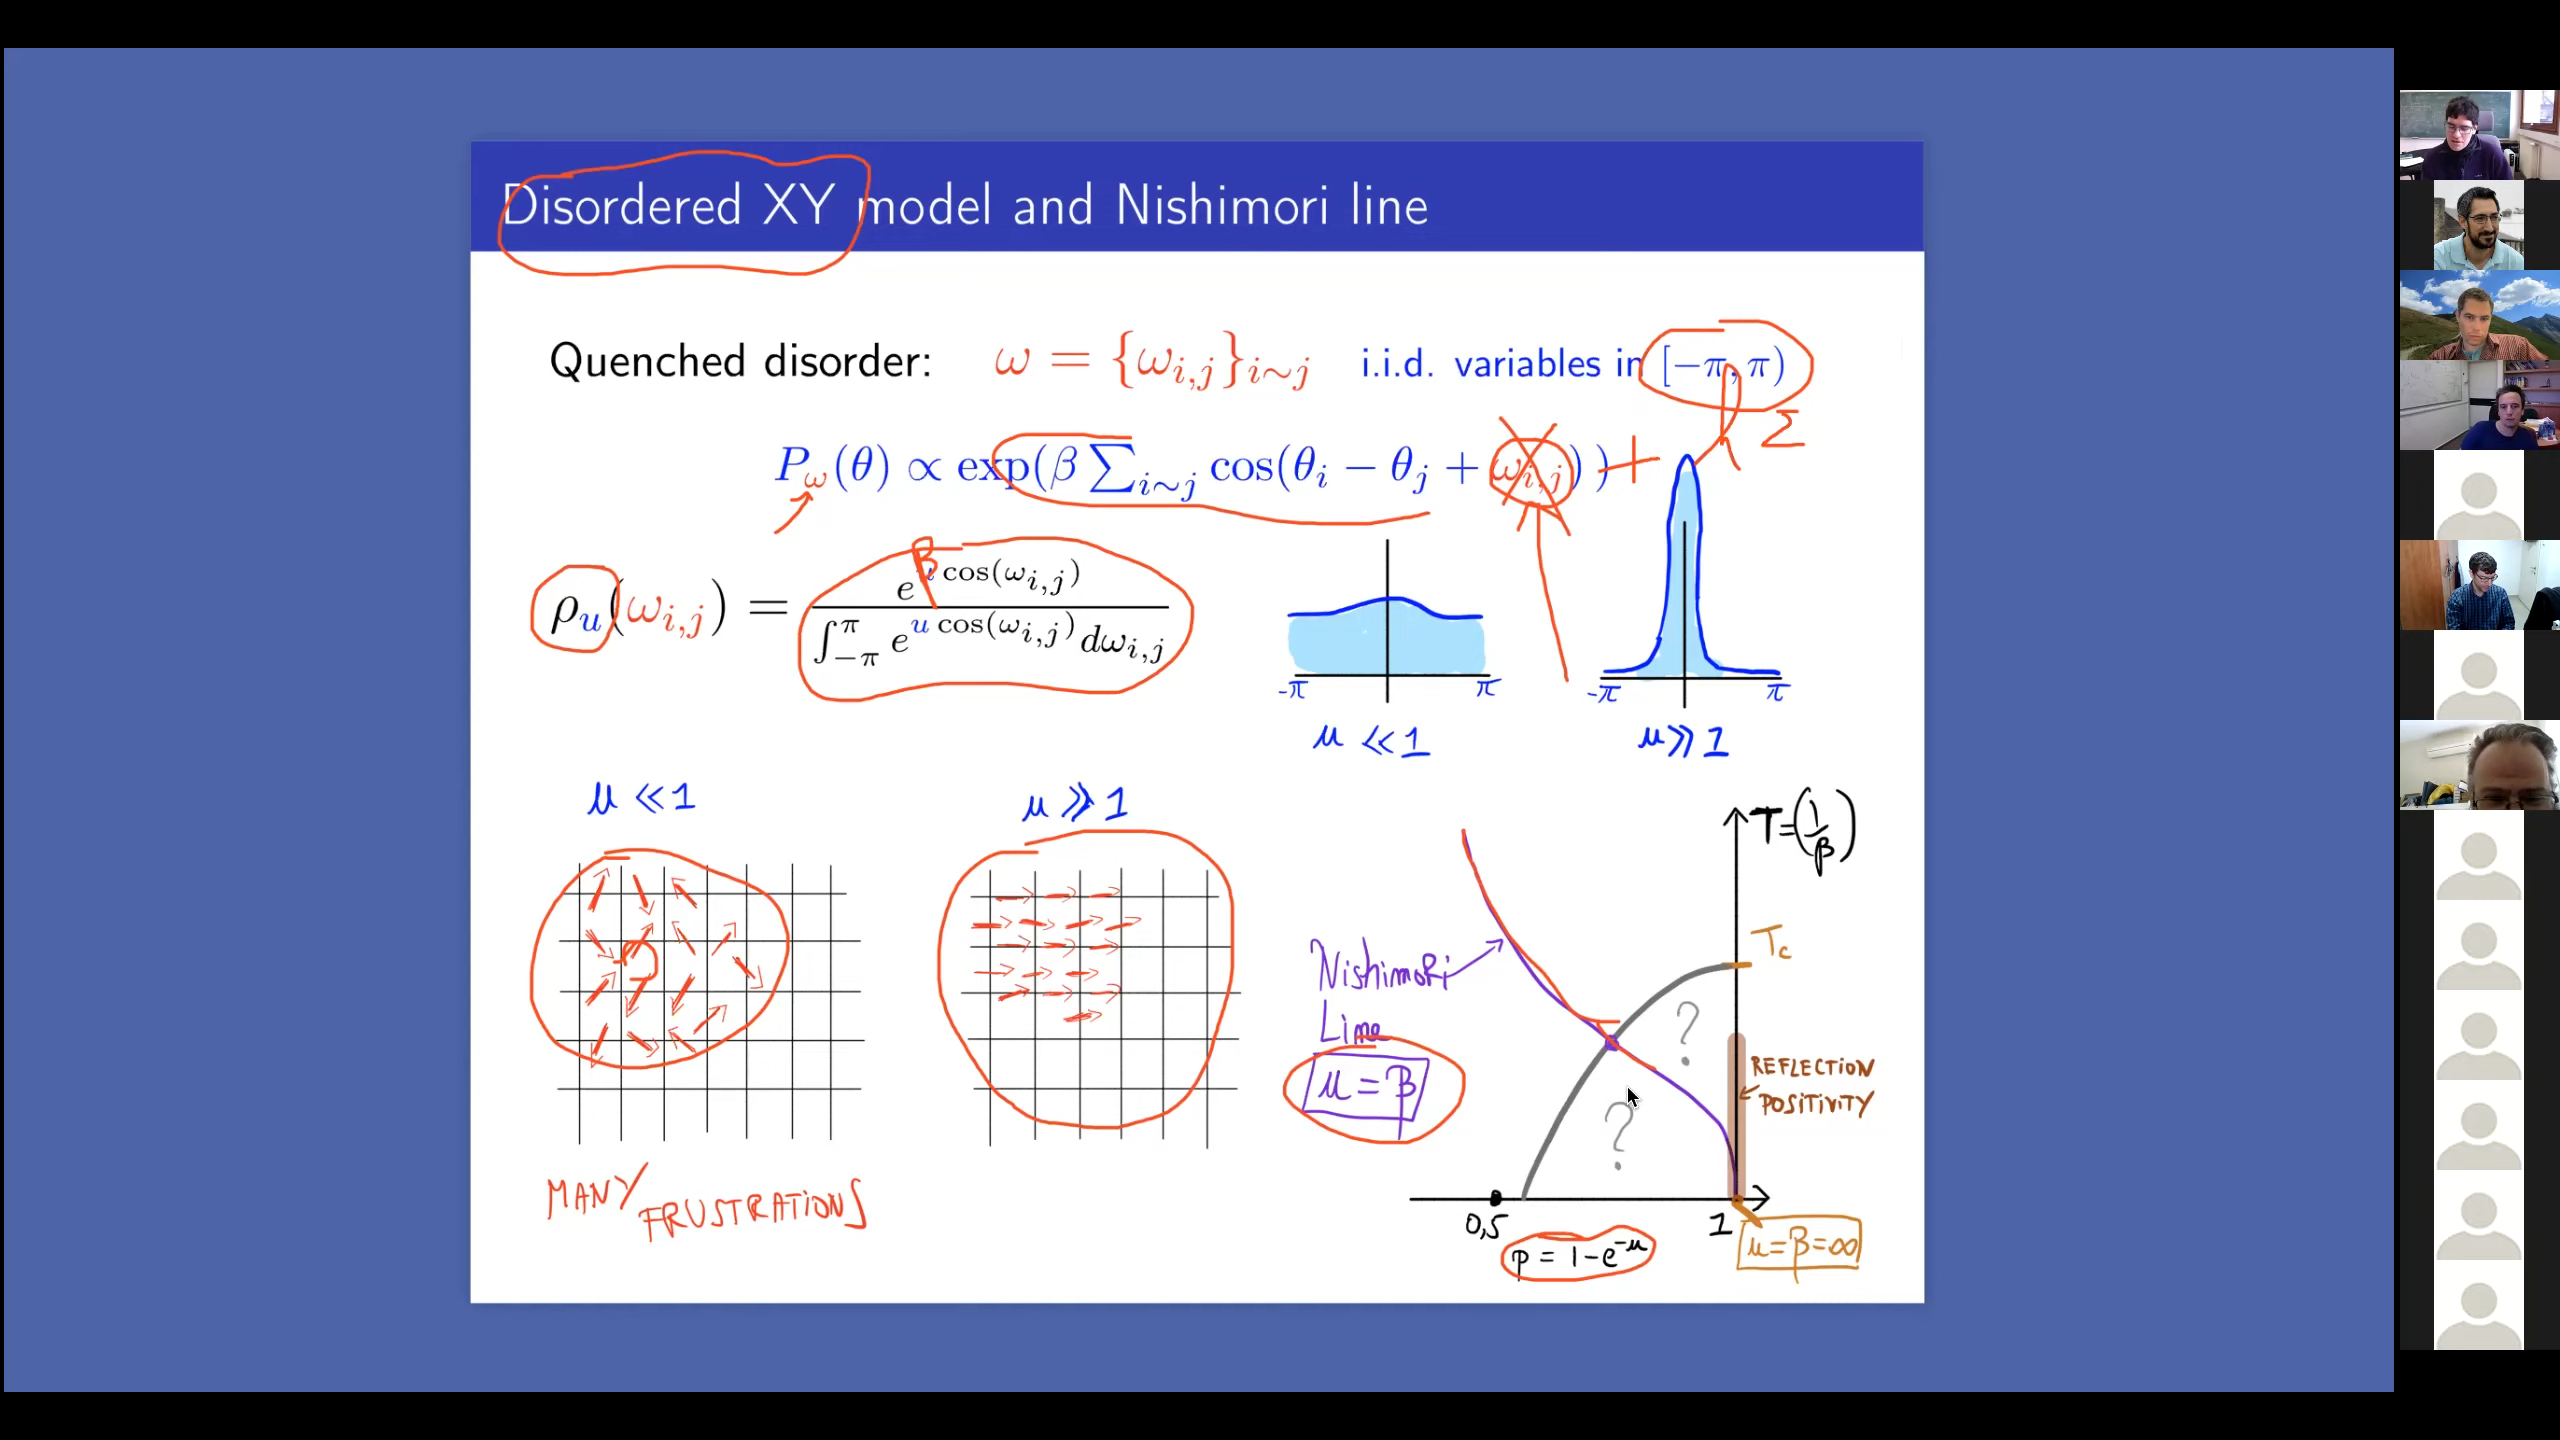 Disordered XY model and Nishimori line
Quenched disorder: ω = {ω_{i,j}}_{i∼j} i.i.d. variables in [−π, π)
P_ω(θ) ∝ exp(β ∑_{i∼j} cos(θ_i − θ_j + ω_{i,j})) + h Σ
β
ρ_u(ω_{i,j}) = e^{u cos(ω_{i,j})} / ∫_{−π}^{π} e^{u cos(ω_{i,j})} dω_{i,j}
-π π
-π π
u ≪ 1
u ≫ 1
u ≪ 1
u ≫ 1
T=(1/β)
Tc
Nishimori
Line
u = β
?
?
REFLECTION
POSITIVITY
0,5
1
p = 1-e^{-u}
u=β=∞
MANY FRUSTRATIONS